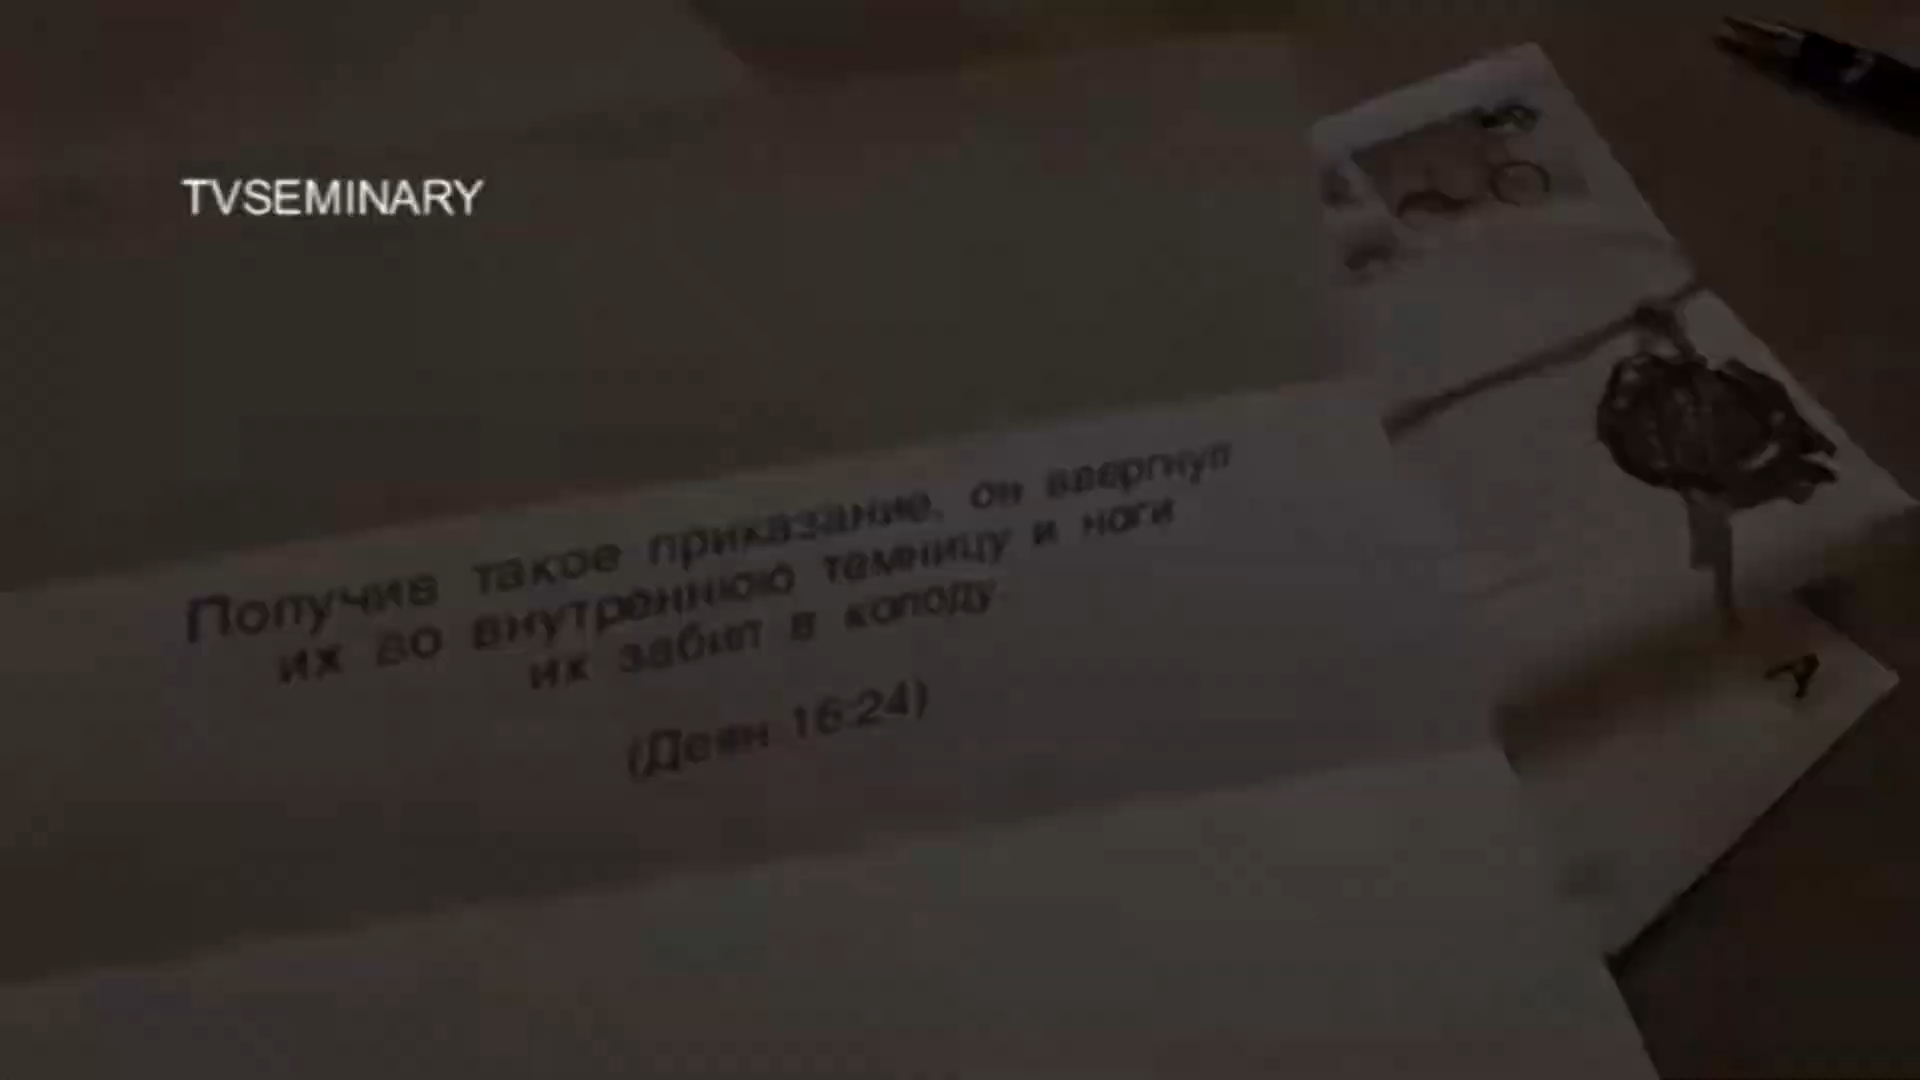 TVSEMINARY
Получив такое приказание, он ввергнул
их во внутреннюю темницу и ноги
их забил в колоду.
(Деян 16:24)